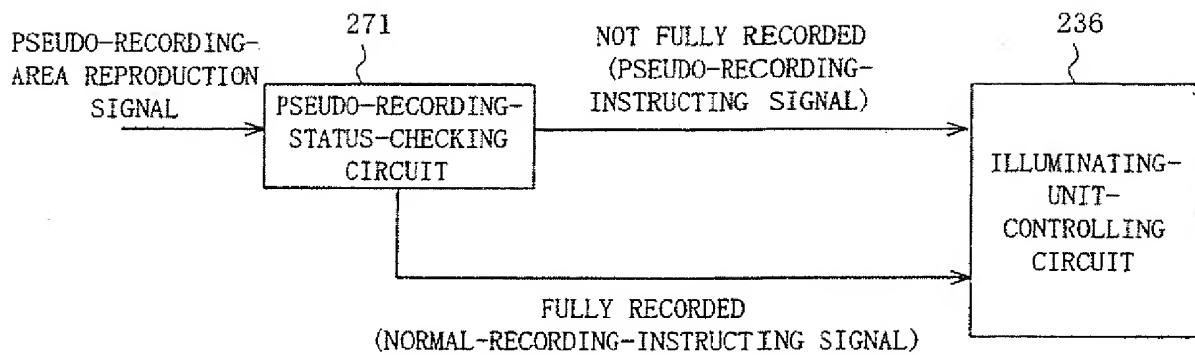 PSEUDO-RECORDING-
AREA REPRODUCTION
SIGNAL
271
PSEUDO-RECORDING-
STATUS-CHECKING
CIRCUIT
NOT FULLY RECORDED
(PSEUDO-RECORDING-
INSTRUCTING SIGNAL)
FULLY RECORDED
(NORMAL-RECORDING-INSTRUCTING SIGNAL)
236
ILLUMINATING-
UNIT-
CONTROLLING
CIRCUIT